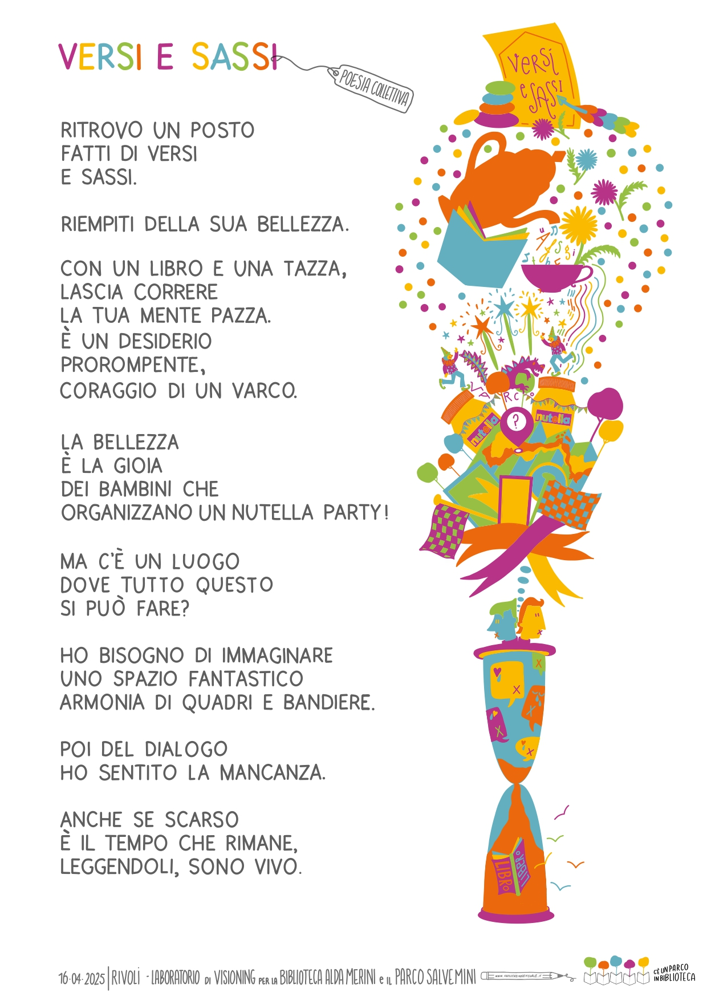 VERSI E SASSI
POESIA COLLETTIVA
RITROVO UN POSTO
FATTI DI VERSI
E SASSI.
RIEMPITI DELLA SUA BELLEZZA.
CON UN LIBRO E UNA TAZZA,
LASCIA CORRERE
LA TUA MENTE PAZZA.
È UN DESIDERIO
PROROMPENTE,
CORAGGIO DI UN VARCO.
LA BELLEZZA
È LA GIOIA
DEI BAMBINI CHE
ORGANIZZANO UN NUTELLA PARTY!
MA C'È UN LUOGO
DOVE TUTTO QUESTO
SI PUÒ FARE?
HO BISOGNO DI IMMAGINARE
UNO SPAZIO FANTASTICO
ARMONIA DI QUADRI E BANDIERE.
POI DEL DIALOGO
HO SENTITO LA MANCANZA.
ANCHE SE SCARSO
È IL TEMPO CHE RIMANE,
LEGGENDOLI, SONO VIVO.
VERSI
e SASSI
VARCO
nutella
nutella
?
X
X
X
X
X
LIBRO
LIBRO
16·04·2025 | RIVOLI - LABORATORIO DI VISIONING PER LA BIBLIOTECA ALDA MERINI e IL PARCO SALVEMINI
WWW.FACILITAZIONEVISUALE.IT
C'È UN PARCO
IN BIBLIOTECA